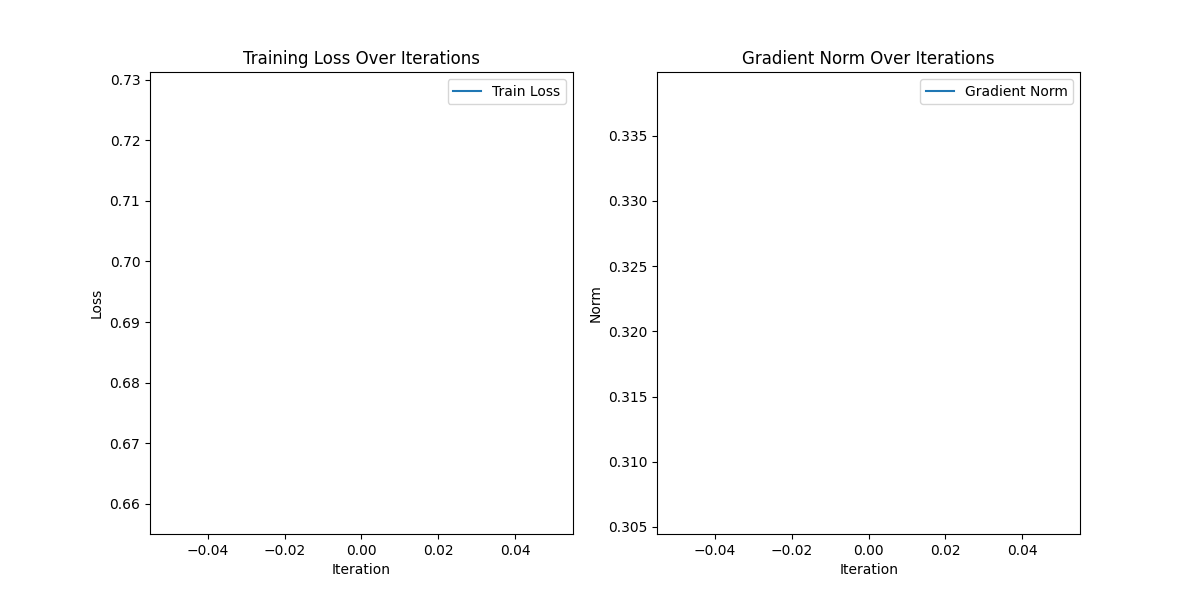 Training Loss Over Iterations
Train Loss
0.73
0.72
0.71
0.70
0.69
0.68
0.67
0.66
Loss
−0.04 −0.02 0.00 0.02 0.04
Iteration
Gradient Norm Over Iterations
Gradient Norm
0.335
0.330
0.325
0.320
0.315
0.310
0.305
Norm
−0.04 −0.02 0.00 0.02 0.04
Iteration